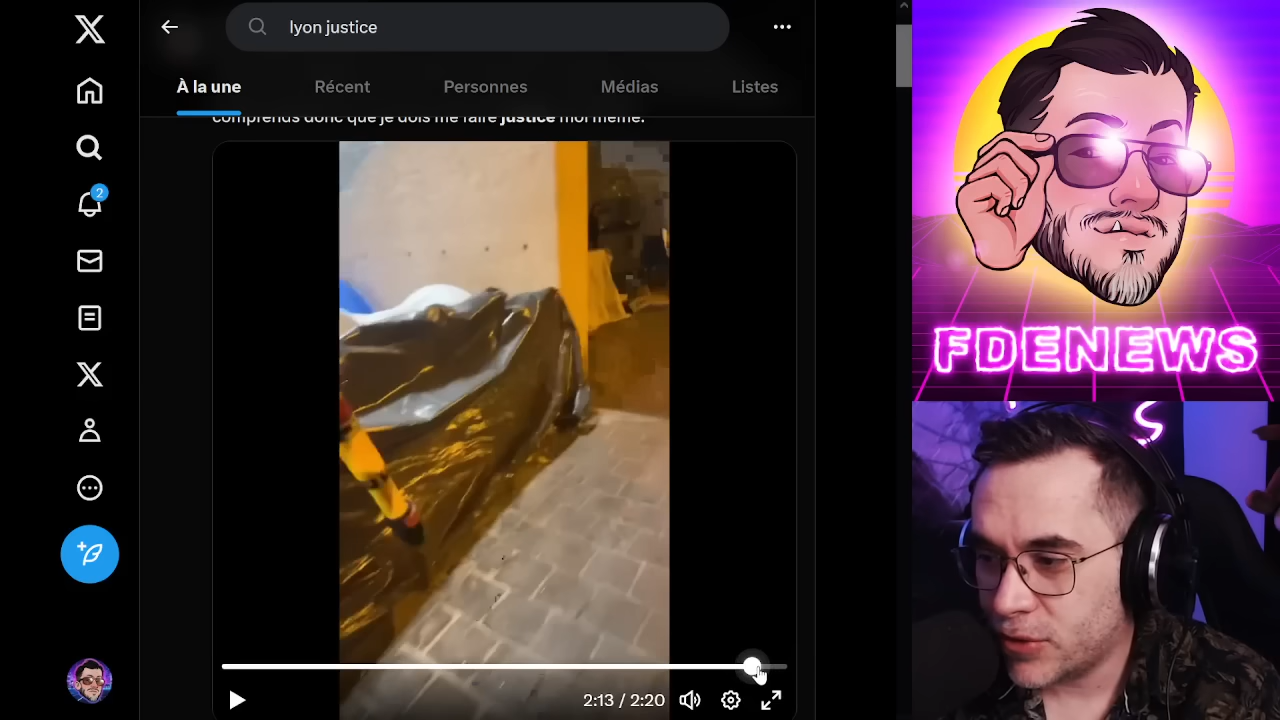 lyon justice
À la une
Récent
Personnes
Médias
Listes
comprends donc que je dois me faire justice moi même.
2
2:13 / 2:20
FDENEWS